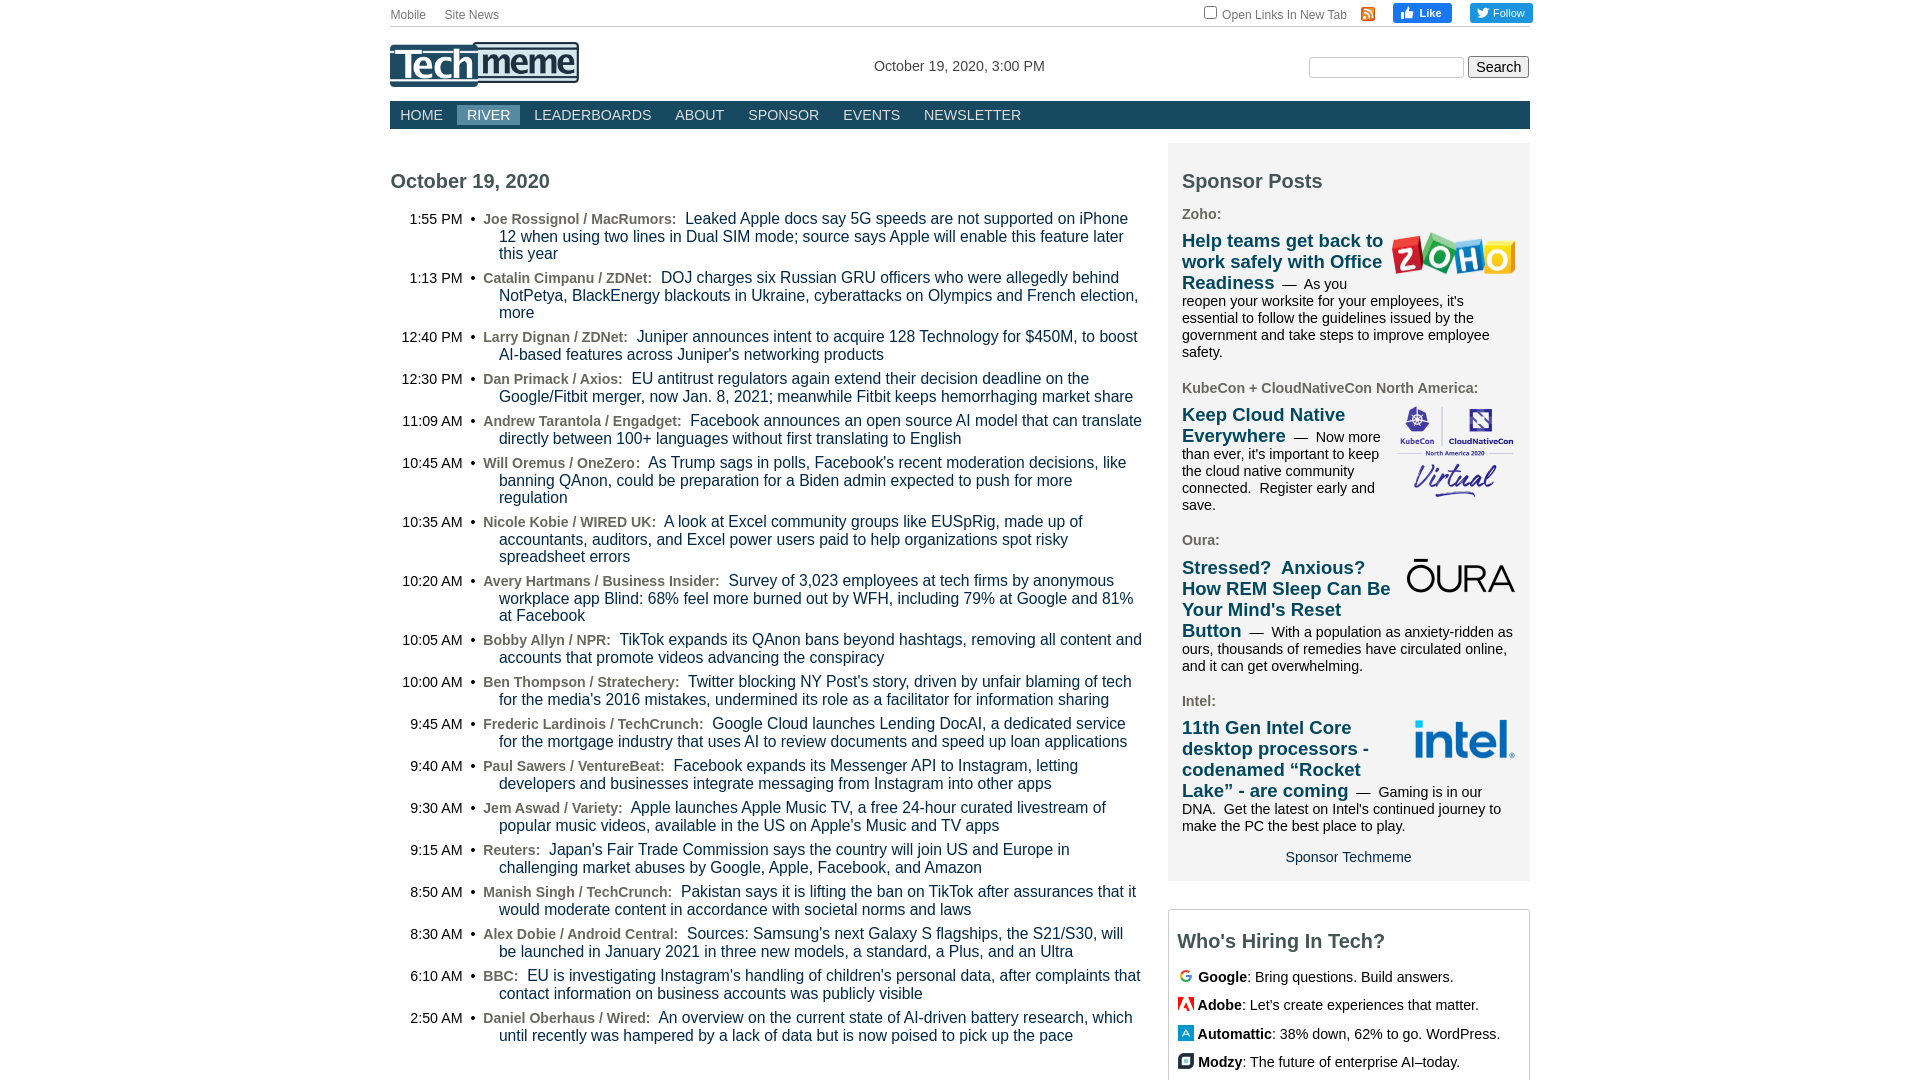 Mobile Site News Open Links In New Tab Like Follow
Techmeme October 19, 2020, 3:00 PM Search
HOME RIVER LEADERBOARDS ABOUT SPONSOR EVENTS NEWSLETTER
October 19, 2020
1:55 PM • Joe Rossignol / MacRumors: Leaked Apple docs say 5G speeds are not supported on iPhone
12 when using two lines in Dual SIM mode; source says Apple will enable this feature later
this year
1:13 PM • Catalin Cimpanu / ZDNet: DOJ charges six Russian GRU officers who were allegedly behind
NotPetya, BlackEnergy blackouts in Ukraine, cyberattacks on Olympics and French election,
more
12:40 PM • Larry Dignan / ZDNet: Juniper announces intent to acquire 128 Technology for $450M, to boost
AI-based features across Juniper's networking products
12:30 PM • Dan Primack / Axios: EU antitrust regulators again extend their decision deadline on the
Google/Fitbit merger, now Jan. 8, 2021; meanwhile Fitbit keeps hemorrhaging market share
11:09 AM • Andrew Tarantola / Engadget: Facebook announces an open source AI model that can translate
directly between 100+ languages without first translating to English
10:45 AM • Will Oremus / OneZero: As Trump sags in polls, Facebook's recent moderation decisions, like
banning QAnon, could be preparation for a Biden admin expected to push for more
regulation
10:35 AM • Nicole Kobie / WIRED UK: A look at Excel community groups like EUSpRig, made up of
accountants, auditors, and Excel power users paid to help organizations spot risky
spreadsheet errors
10:20 AM • Avery Hartmans / Business Insider: Survey of 3,023 employees at tech firms by anonymous
workplace app Blind: 68% feel more burned out by WFH, including 79% at Google and 81%
at Facebook
10:05 AM • Bobby Allyn / NPR: TikTok expands its QAnon bans beyond hashtags, removing all content and
accounts that promote videos advancing the conspiracy
10:00 AM • Ben Thompson / Stratechery: Twitter blocking NY Post's story, driven by unfair blaming of tech
for the media's 2016 mistakes, undermined its role as a facilitator for information sharing
9:45 AM • Frederic Lardinois / TechCrunch: Google Cloud launches Lending DocAI, a dedicated service
for the mortgage industry that uses AI to review documents and speed up loan applications
9:40 AM • Paul Sawers / VentureBeat: Facebook expands its Messenger API to Instagram, letting
developers and businesses integrate messaging from Instagram into other apps
9:30 AM • Jem Aswad / Variety: Apple launches Apple Music TV, a free 24-hour curated livestream of
popular music videos, available in the US on Apple's Music and TV apps
9:15 AM • Reuters: Japan's Fair Trade Commission says the country will join US and Europe in
challenging market abuses by Google, Apple, Facebook, and Amazon
8:50 AM • Manish Singh / TechCrunch: Pakistan says it is lifting the ban on TikTok after assurances that it
would moderate content in accordance with societal norms and laws
8:30 AM • Alex Dobie / Android Central: Sources: Samsung's next Galaxy S flagships, the S21/S30, will
be launched in January 2021 in three new models, a standard, a Plus, and an Ultra
6:10 AM • BBC: EU is investigating Instagram's handling of children's personal data, after complaints that
contact information on business accounts was publicly visible
2:50 AM • Daniel Oberhaus / Wired: An overview on the current state of AI-driven battery research, which
until recently was hampered by a lack of data but is now poised to pick up the pace
Sponsor Posts
Zoho:
Help teams get back to
work safely with Office
Readiness — As you
reopen your worksite for your employees, it's
essential to follow the guidelines issued by the
government and take steps to improve employee
safety.
ZOHO
KubeCon + CloudNativeCon North America:
Keep Cloud Native
Everywhere — Now more
than ever, it's important to keep
the cloud native community
connected. Register early and
save.
KubeCon CloudNativeCon
North America 2020
Virtual
Oura:
Stressed? Anxious?
How REM Sleep Can Be
Your Mind's Reset
Button — With a population as anxiety-ridden as
ours, thousands of remedies have circulated online,
and it can get overwhelming.
ŌURA
Intel:
11th Gen Intel Core
desktop processors -
codenamed “Rocket
Lake” - are coming — Gaming is in our
DNA. Get the latest on Intel's continued journey to
make the PC the best place to play.
intel®
Sponsor Techmeme
Who's Hiring In Tech?
Google: Bring questions. Build answers.
Adobe: Let’s create experiences that matter.
Automattic: 38% down, 62% to go. WordPress.
Modzy: The future of enterprise AI–today.